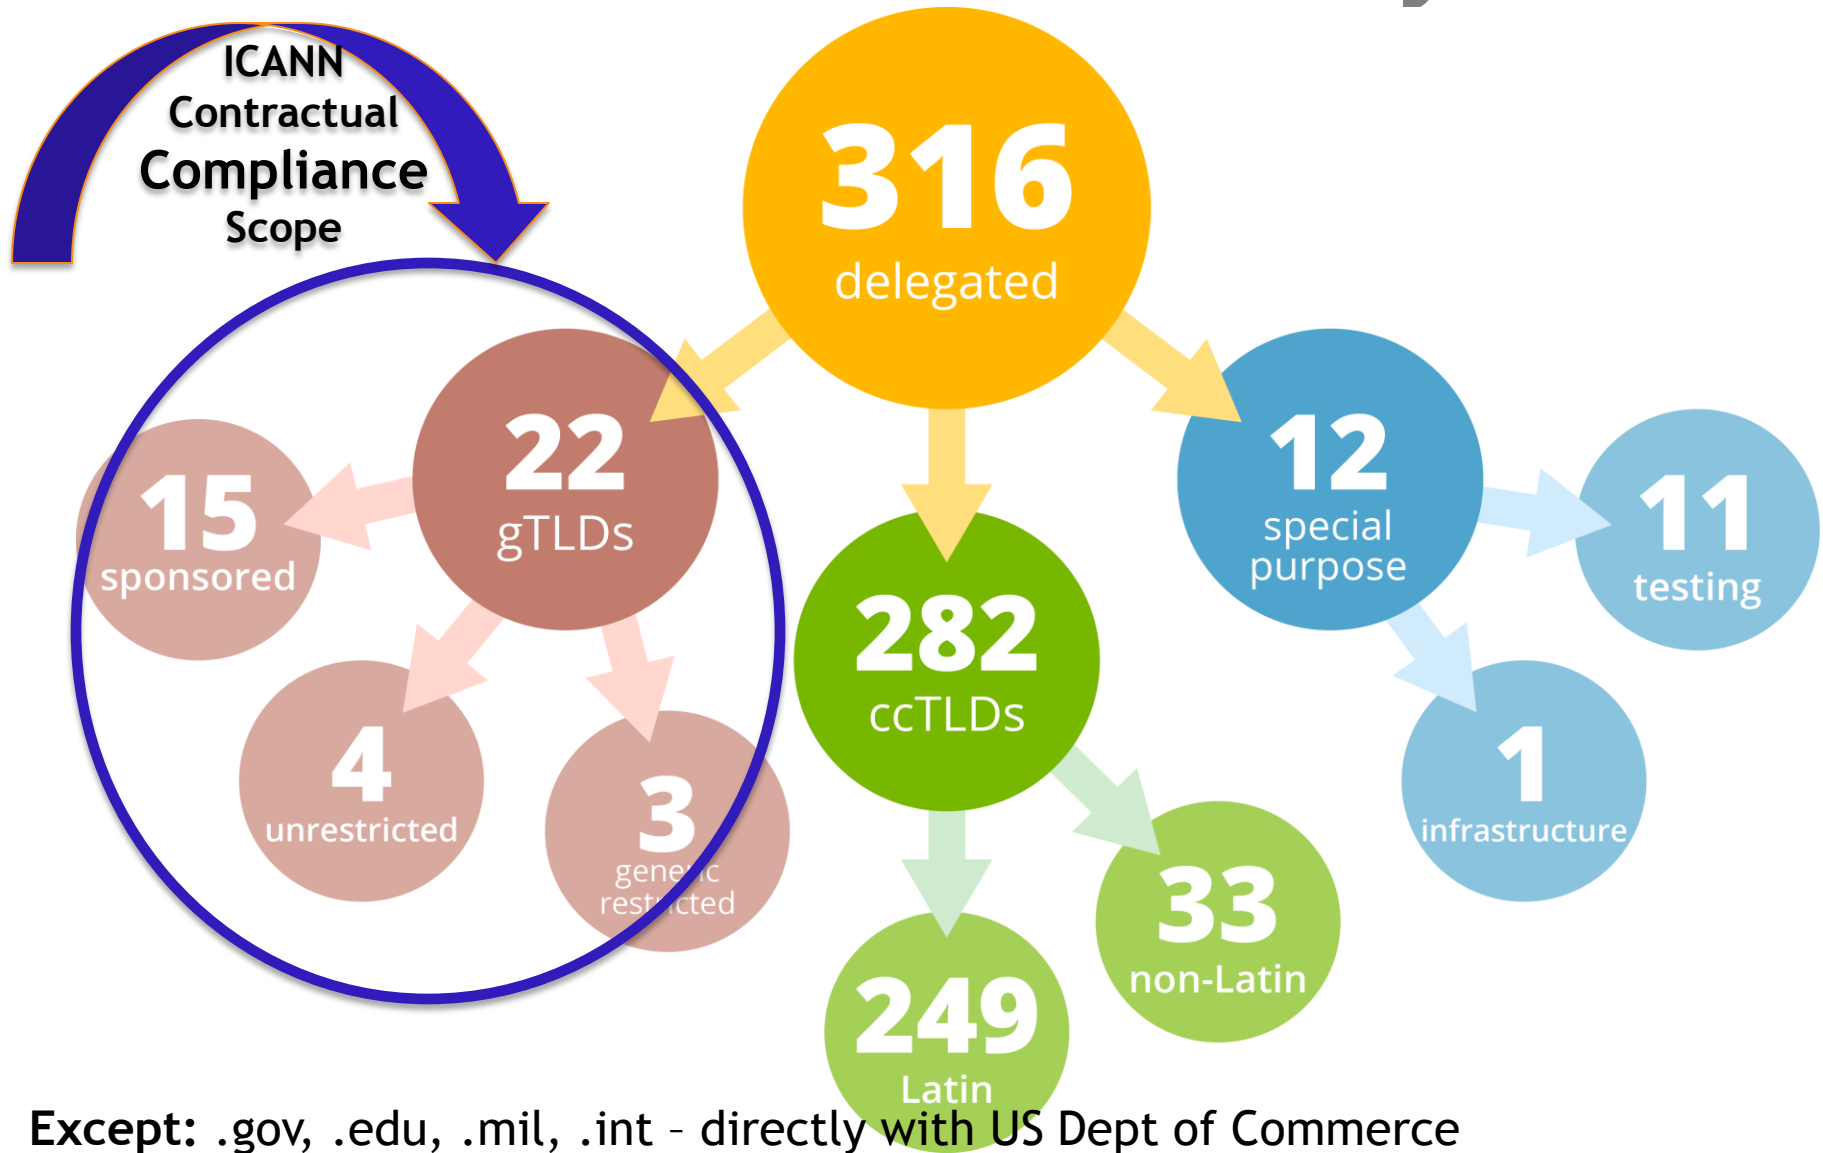 ICANN
Contractual
Compliance
Scope
316
delegated
22
gTLDs
12
special
purpose
15
sponsored
11
testing
282
ccTLDs
4
unrestricted
3
generic
restricted
1
infrastructure
33
non-Latin
249
Latin
Except: .gov, .edu, .mil, .int – directly with US Dept of Commerce